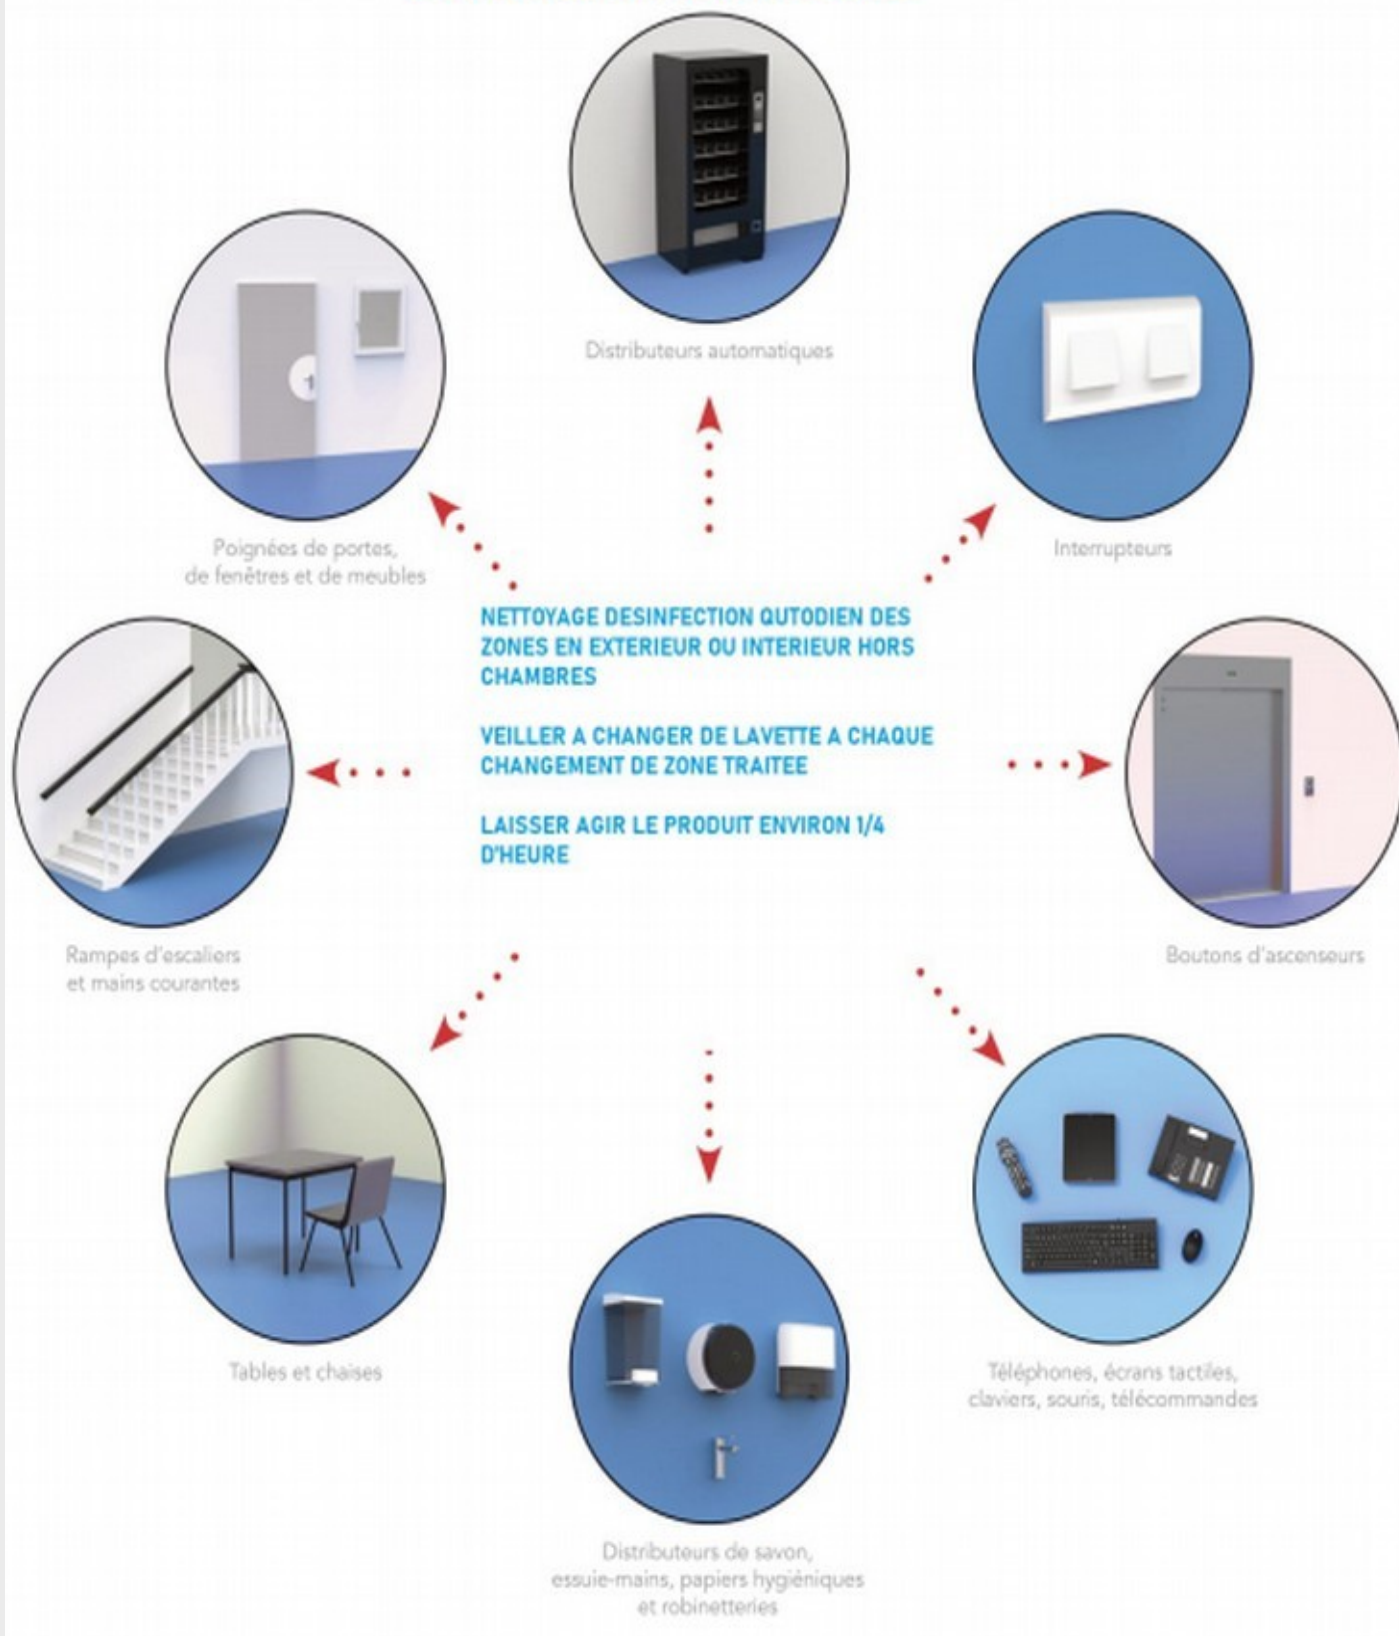 Distributeurs automatiques
Poignées de portes,
de fenêtres et de meubles
Interrupteurs
NETTOYAGE DESINFECTION QUTODIEN DES
ZONES EN EXTERIEUR OU INTERIEUR HORS
CHAMBRES
VEILLER A CHANGER DE LAVETTE A CHAQUE
CHANGEMENT DE ZONE TRAITEE
LAISSER AGIR LE PRODUIT ENVIRON 1/4
D'HEURE
Rampes d'escaliers
et mains courantes
Boutons d'ascenseurs
Tables et chaises
Téléphones, écrans tactiles,
claviers, souris, télécommandes
Distributeurs de savon,
essuie-mains, papiers hygiéniques
et robinetteries